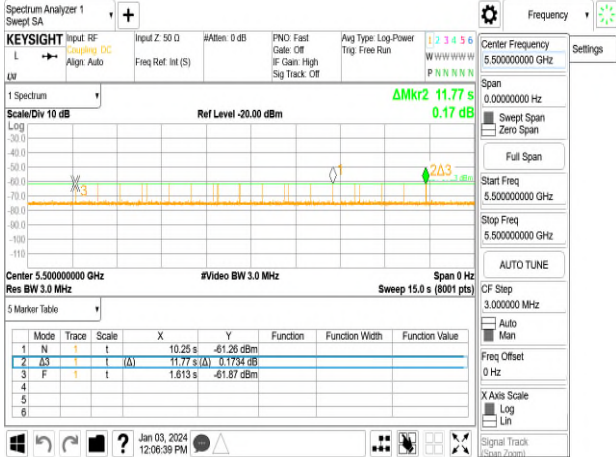 Spectrum Analyzer 1
Swept SA
+
Frequency
KEYSIGHT Input: RF Input Z: 50 Ω #Atten: 0 dB PNO: Fast Avg Type: Log-Power 1 2 3 4 5 6
Coupling: DC Gate: Off Trig: Free Run
L Align: Auto Freq Ref: Int (S) IF Gain: High W W W W W W
Sig Track: Off P N N N N N
LXI
Center Frequency
5.500000000 GHz
Settings
Span
0.00000000 Hz
Swept Span
Zero Span
Full Span
Start Freq
5.500000000 GHz
Stop Freq
5.500000000 GHz
AUTO TUNE
CF Step
3.000000 MHz
Auto
Man
Freq Offset
0 Hz
X Axis Scale
Log
Lin
Signal Track
(Span Zoom)
1 Spectrum
ΔMkr2 11.77 s
Scale/Div 10 dB Ref Level -20.00 dBm 0.17 dB
Log
-30.0
-40.0
-50.0
-60.0
-70.0
-80.0
-90.0
-100
-110
3
1
2Δ3
Center 5.500000000 GHz #Video BW 3.0 MHz Span 0 Hz
Res BW 3.0 MHz Sweep 15.0 s (8001 pts)
5 Marker Table
Mode Trace Scale X Y Function Function Width Function Value
1 N 1 t 10.25 s -61.26 dBm
2 Δ3 1 t (Δ) 11.77 s (Δ) 0.1734 dB
3 F 1 t 1.613 s -61.87 dBm
4
5
6
?
Jan 03, 2024
12:06:39 PM